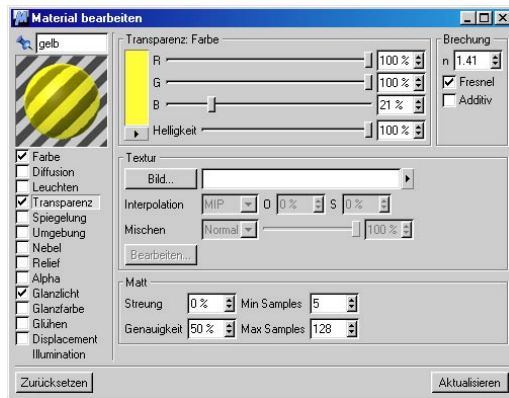 Material bearbeiten
gelb
Transparenz: Farbe
R 100 %
G 100 %
B 21 %
Helligkeit 100 %
Brechung
n 1.41
Fresnel
Additiv
Farbe
Diffusion
Leuchten
Transparenz
Spiegelung
Umgebung
Nebel
Relief
Alpha
Glanzlicht
Glanzfarbe
Glühen
Displacement
Illumination
Textur
Bild...
Interpolation MIP O 0 % S 0 %
Mischen Normal 100 %
Bearbeiten...
Matt
Streung 0 % Min Samples 5
Genauigkeit 50 % Max Samples 128
Zurücksetzen
Aktualisieren